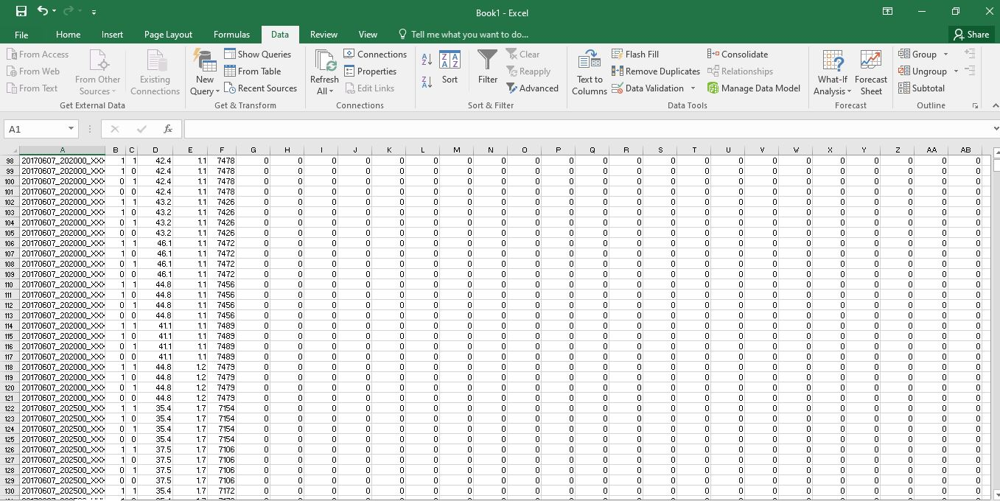 Book1 - Excel
File Home Insert Page Layout Formulas Data Review View Tell me what you want to do... Share
From Access
From Web
From Text
From Other Sources
Existing Connections
Get External Data
New Query
Show Queries
From Table
Recent Sources
Get & Transform
Refresh All
Connections
Properties
Edit Links
Connections
Sort
Filter
Clear
Reapply
Advanced
Sort & Filter
Text to Columns
Flash Fill
Remove Duplicates
Data Validation
Consolidate
Relationships
Manage Data Model
Data Tools
What-If Analysis
Forecast Sheet
Forecast
Group
Ungroup
Subtotal
Outline
A1 fx
A B C D E F G H I J K L M N O P Q R S T U V W X Y Z AA AB
98 20170607_202000_XXX 1 1 42.4 1.1 7478 0 0 0 0 0 0 0 0 0 0 0 0 0 0 0 0 0 0 0 0 0 0
99 20170607_202000_XXX 1 0 42.4 1.1 7478 0 0 0 0 0 0 0 0 0 0 0 0 0 0 0 0 0 0 0 0 0 0
100 20170607_202000_XXX 0 1 42.4 1.1 7478 0 0 0 0 0 0 0 0 0 0 0 0 0 0 0 0 0 0 0 0 0 0
101 20170607_202000_XXX 0 0 42.4 1.1 7478 0 0 0 0 0 0 0 0 0 0 0 0 0 0 0 0 0 0 0 0 0 0
102 20170607_202000_XXX 1 1 43.2 1.1 7426 0 0 0 0 0 0 0 0 0 0 0 0 0 0 0 0 0 0 0 0 0 0
103 20170607_202000_XXX 1 0 43.2 1.1 7426 0 0 0 0 0 0 0 0 0 0 0 0 0 0 0 0 0 0 0 0 0 0
104 20170607_202000_XXX 0 1 43.2 1.1 7426 0 0 0 0 0 0 0 0 0 0 0 0 0 0 0 0 0 0 0 0 0 0
105 20170607_202000_XXX 0 0 43.2 1.1 7426 0 0 0 0 0 0 0 0 0 0 0 0 0 0 0 0 0 0 0 0 0 0
106 20170607_202000_XXX 1 1 46.1 1.1 7472 0 0 0 0 0 0 0 0 0 0 0 0 0 0 0 0 0 0 0 0 0 0
107 20170607_202000_XXX 1 0 46.1 1.1 7472 0 0 0 0 0 0 0 0 0 0 0 0 0 0 0 0 0 0 0 0 0 0
108 20170607_202000_XXX 0 1 46.1 1.1 7472 0 0 0 0 0 0 0 0 0 0 0 0 0 0 0 0 0 0 0 0 0 0
109 20170607_202000_XXX 0 0 46.1 1.1 7472 0 0 0 0 0 0 0 0 0 0 0 0 0 0 0 0 0 0 0 0 0 0
110 20170607_202000_XXX 1 1 44.8 1.1 7456 0 0 0 0 0 0 0 0 0 0 0 0 0 0 0 0 0 0 0 0 0 0
111 20170607_202000_XXX 1 0 44.8 1.1 7456 0 0 0 0 0 0 0 0 0 0 0 0 0 0 0 0 0 0 0 0 0 0
112 20170607_202000_XXX 0 1 44.8 1.1 7456 0 0 0 0 0 0 0 0 0 0 0 0 0 0 0 0 0 0 0 0 0 0
113 20170607_202000_XXX 0 0 44.8 1.1 7456 0 0 0 0 0 0 0 0 0 0 0 0 0 0 0 0 0 0 0 0 0 0
114 20170607_202000_XXX 1 1 41.1 1.1 7489 0 0 0 0 0 0 0 0 0 0 0 0 0 0 0 0 0 0 0 0 0 0
115 20170607_202000_XXX 1 0 41.1 1.1 7489 0 0 0 0 0 0 0 0 0 0 0 0 0 0 0 0 0 0 0 0 0 0
116 20170607_202000_XXX 0 1 41.1 1.1 7489 0 0 0 0 0 0 0 0 0 0 0 0 0 0 0 0 0 0 0 0 0 0
117 20170607_202000_XXX 0 0 41.1 1.1 7489 0 0 0 0 0 0 0 0 0 0 0 0 0 0 0 0 0 0 0 0 0 0
118 20170607_202000_XXX 1 1 44.8 1.2 7479 0 0 0 0 0 0 0 0 0 0 0 0 0 0 0 0 0 0 0 0 0 0
119 20170607_202000_XXX 1 0 44.8 1.2 7479 0 0 0 0 0 0 0 0 0 0 0 0 0 0 0 0 0 0 0 0 0 0
120 20170607_202000_XXX 0 1 44.8 1.2 7479 0 0 0 0 0 0 0 0 0 0 0 0 0 0 0 0 0 0 0 0 0 0
121 20170607_202000_XXX 0 0 44.8 1.2 7479 0 0 0 0 0 0 0 0 0 0 0 0 0 0 0 0 0 0 0 0 0 0
122 20170607_202500_XXX 1 1 35.4 1.7 7154 0 0 0 0 0 0 0 0 0 0 0 0 0 0 0 0 0 0 0 0 0 0
123 20170607_202500_XXX 1 0 35.4 1.7 7154 0 0 0 0 0 0 0 0 0 0 0 0 0 0 0 0 0 0 0 0 0 0
124 20170607_202500_XXX 0 1 35.4 1.7 7154 0 0 0 0 0 0 0 0 0 0 0 0 0 0 0 0 0 0 0 0 0 0
125 20170607_202500_XXX 0 0 35.4 1.7 7154 0 0 0 0 0 0 0 0 0 0 0 0 0 0 0 0 0 0 0 0 0 0
126 20170607_202500_XXX 1 1 37.5 1.7 7106 0 0 0 0 0 0 0 0 0 0 0 0 0 0 0 0 0 0 0 0 0 0
127 20170607_202500_XXX 1 0 37.5 1.7 7106 0 0 0 0 0 0 0 0 0 0 0 0 0 0 0 0 0 0 0 0 0 0
128 20170607_202500_XXX 0 1 37.5 1.7 7106 0 0 0 0 0 0 0 0 0 0 0 0 0 0 0 0 0 0 0 0 0 0
129 20170607_202500_XXX 0 0 37.5 1.7 7106 0 0 0 0 0 0 0 0 0 0 0 0 0 0 0 0 0 0 0 0 0 0
130 20170607_202500_XXX 1 1 35.4 1.7 7172 0 0 0 0 0 0 0 0 0 0 0 0 0 0 0 0 0 0 0 0 0 0